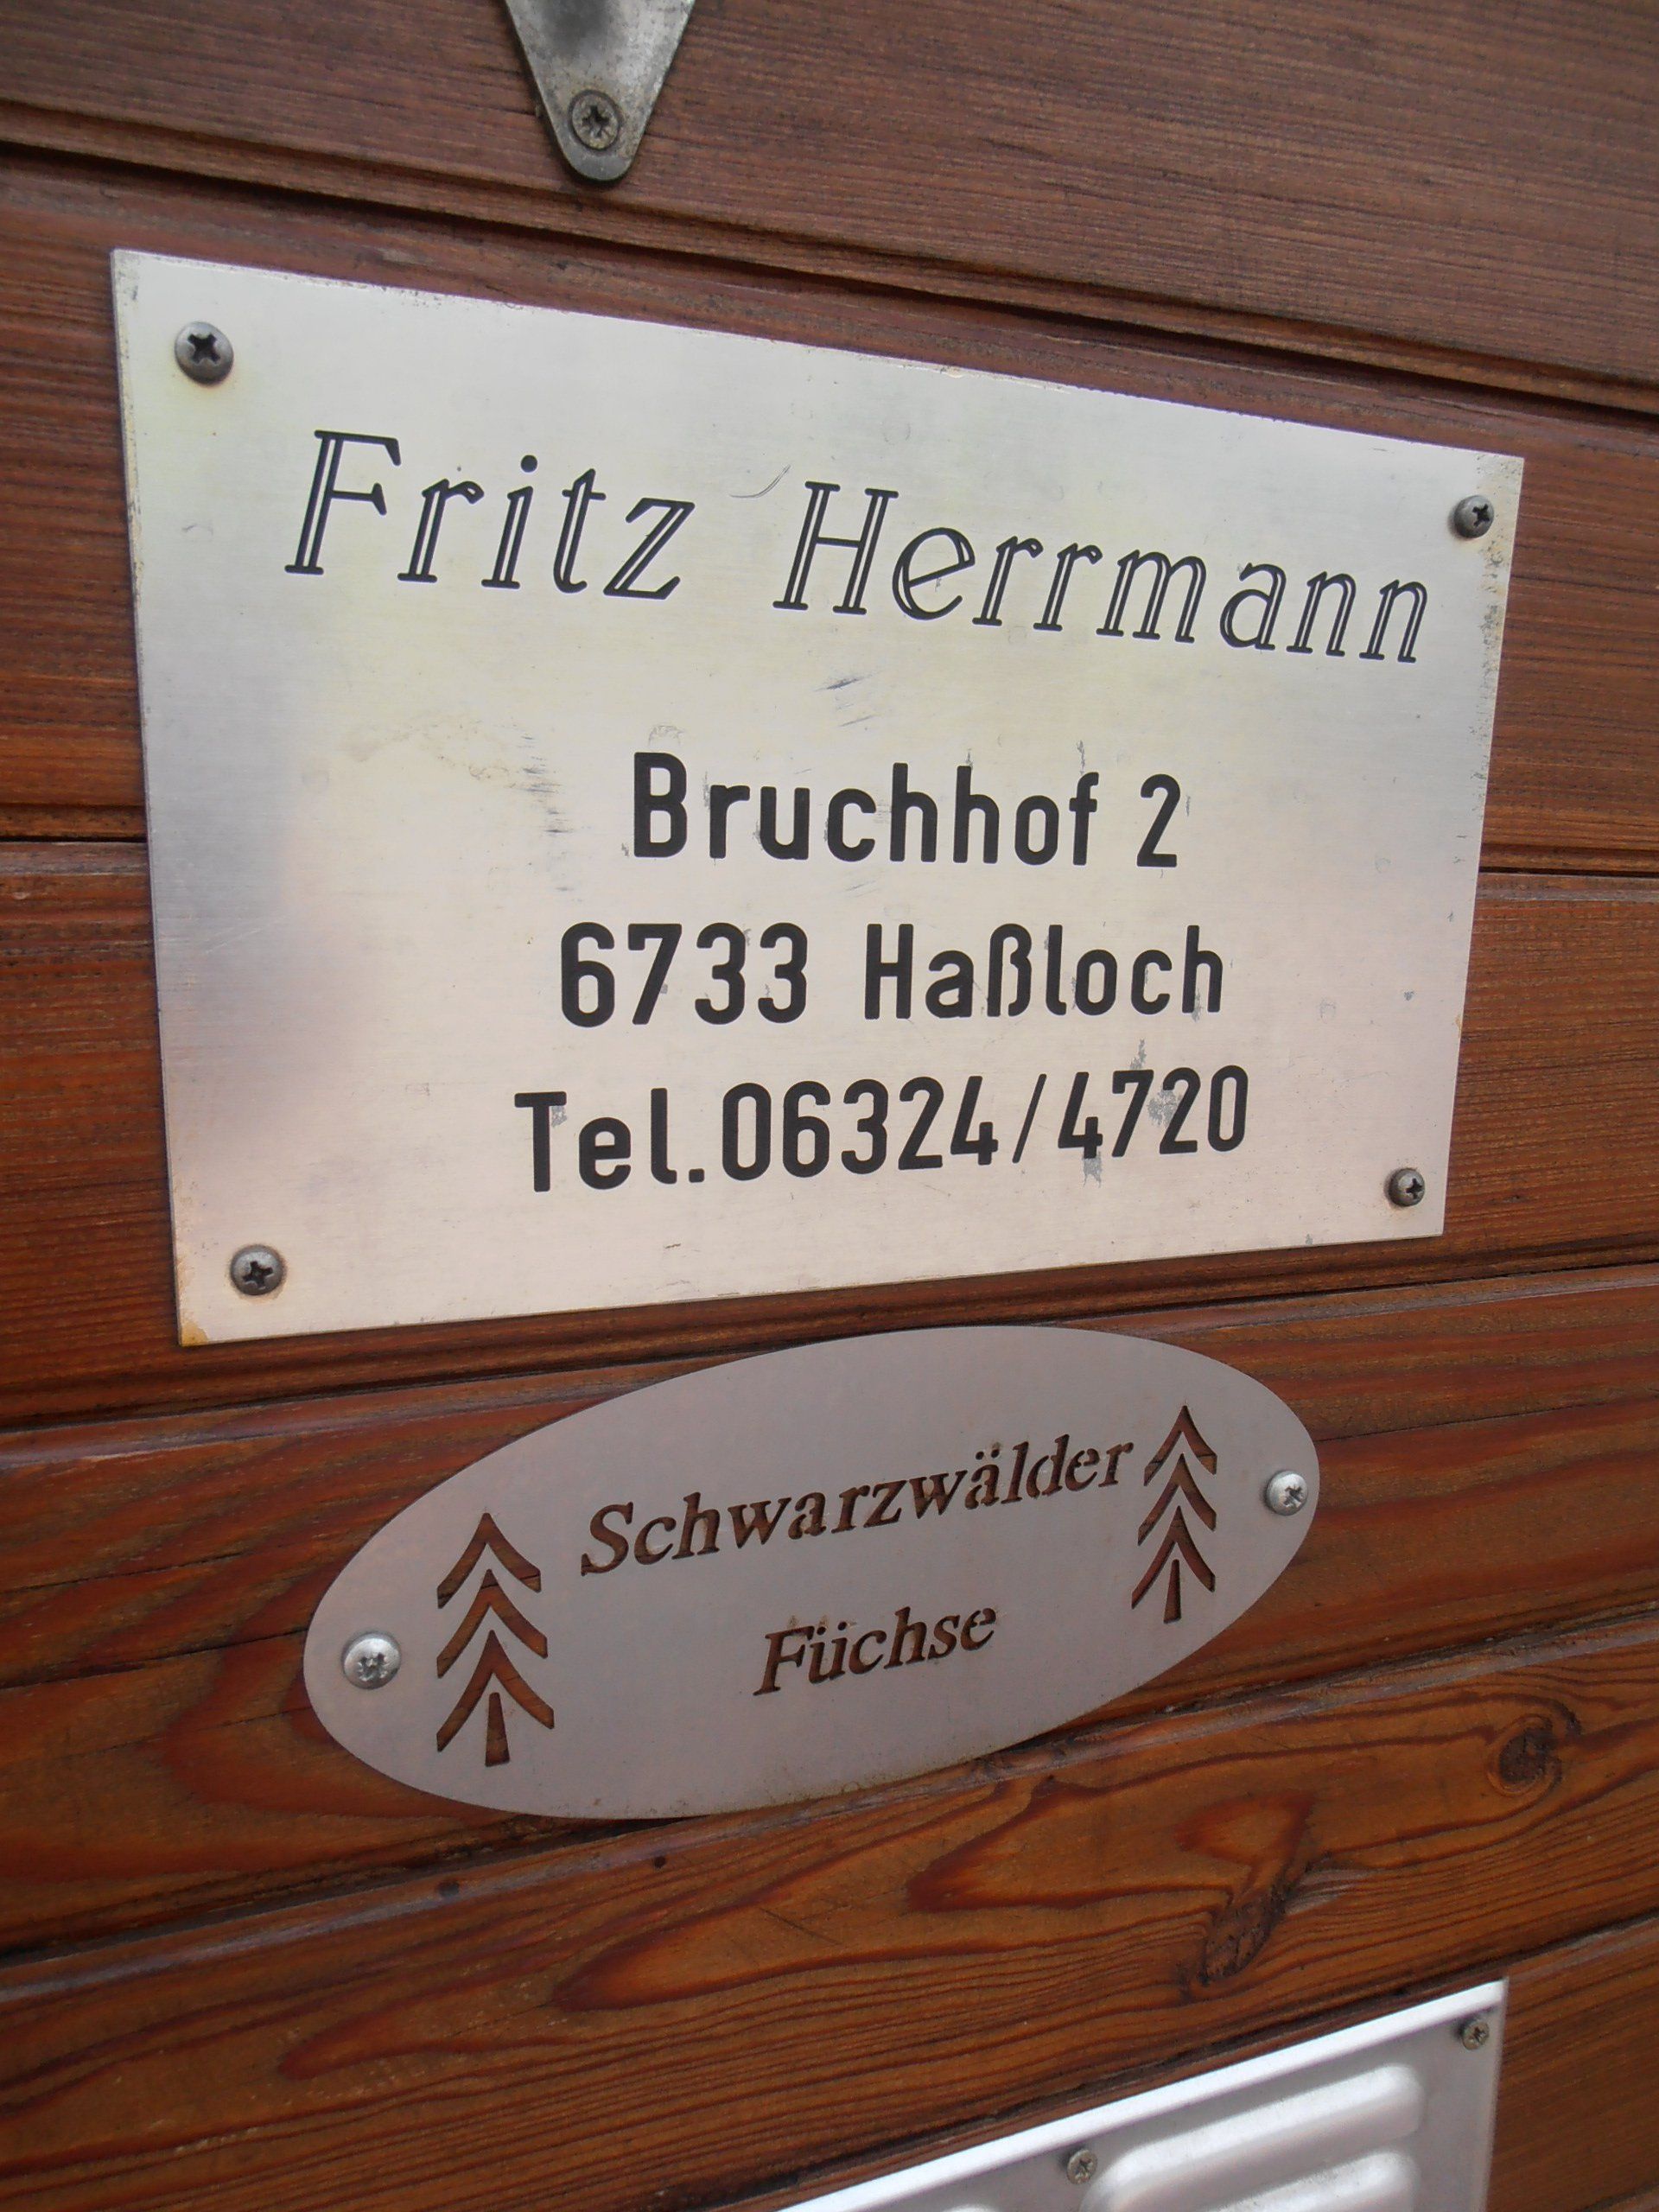 Fritz Herrmann
Bruchhof 2
6733 Haßloch
Tel.06324/4720
Schwarzwälder
Füchse